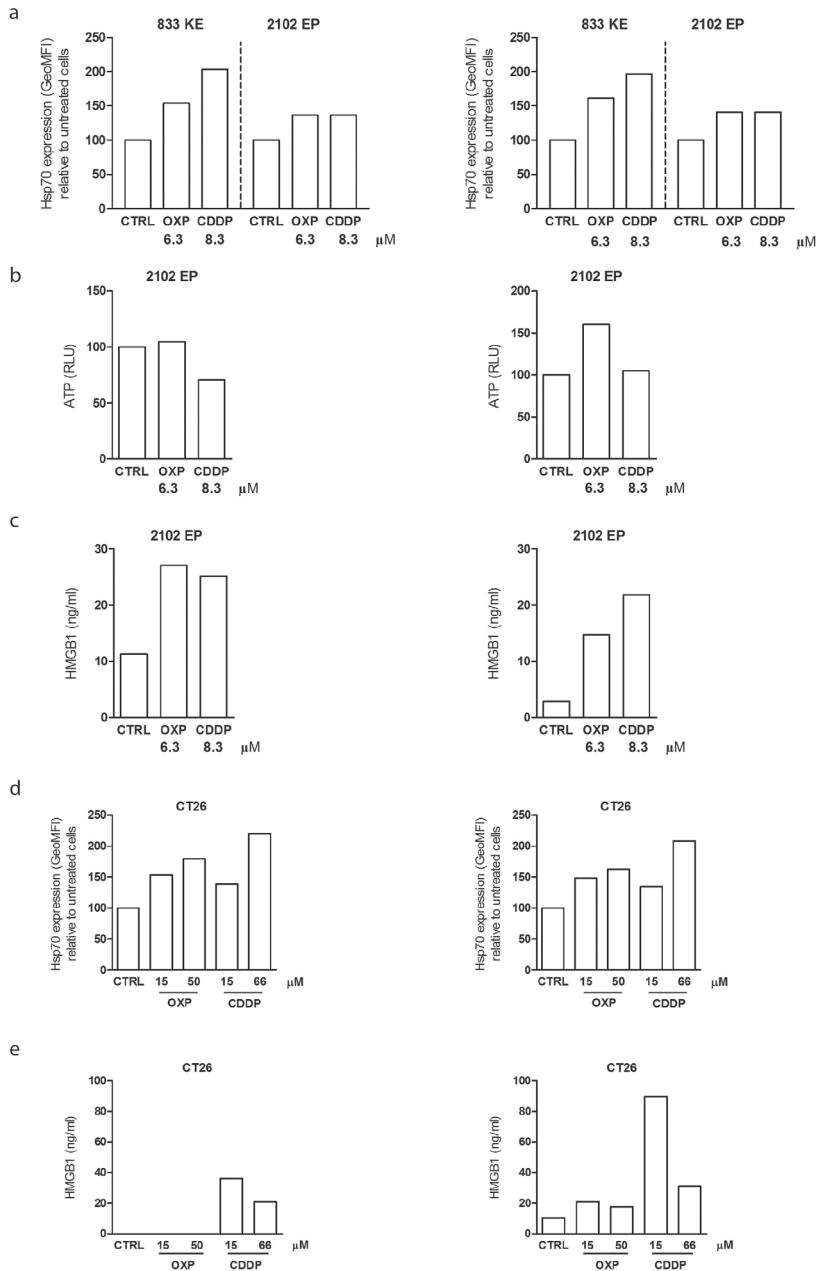 a
833 KE 2102 EP
Hsp70 expression (GeoMFI)
relative to untreated cells
250
200
150
100
50
0
CTRL OXP CDDP CTRL OXP CDDP
6.3 8.3 6.3 8.3 µM
833 KE 2102 EP
Hsp70 expression (GeoMFI)
relative to untreated cells
250
200
150
100
50
0
CTRL OXP CDDP CTRL OXP CDDP
6.3 8.3 6.3 8.3 µM
b
2102 EP
ATP (RLU)
150
100
50
0
CTRL OXP CDDP
6.3 8.3 µM
2102 EP
ATP (RLU)
200
150
100
50
0
CTRL OXP CDDP
6.3 8.3 µM
c
2102 EP
HMGB1 (ng/ml)
30
20
10
0
CTRL OXP CDDP
6.3 8.3 µM
2102 EP
HMGB1 (ng/ml)
30
20
10
0
CTRL OXP CDDP
6.3 8.3 µM
d
CT26
Hsp70 expression (GeoMFI)
relative to untreated cells
250
200
150
100
50
0
CTRL 15 50 15 66 µM
OXP CDDP
CT26
Hsp70 expression (GeoMFI)
relative to untreated cells
250
200
150
100
50
0
CTRL 15 50 15 66 µM
OXP CDDP
e
CT26
HMGB1 (ng/ml)
100
80
60
40
20
0
CTRL 15 50 15 66 µM
OXP CDDP
CT26
HMGB1 (ng/ml)
100
80
60
40
20
0
CTRL 15 50 15 66 µM
OXP CDDP